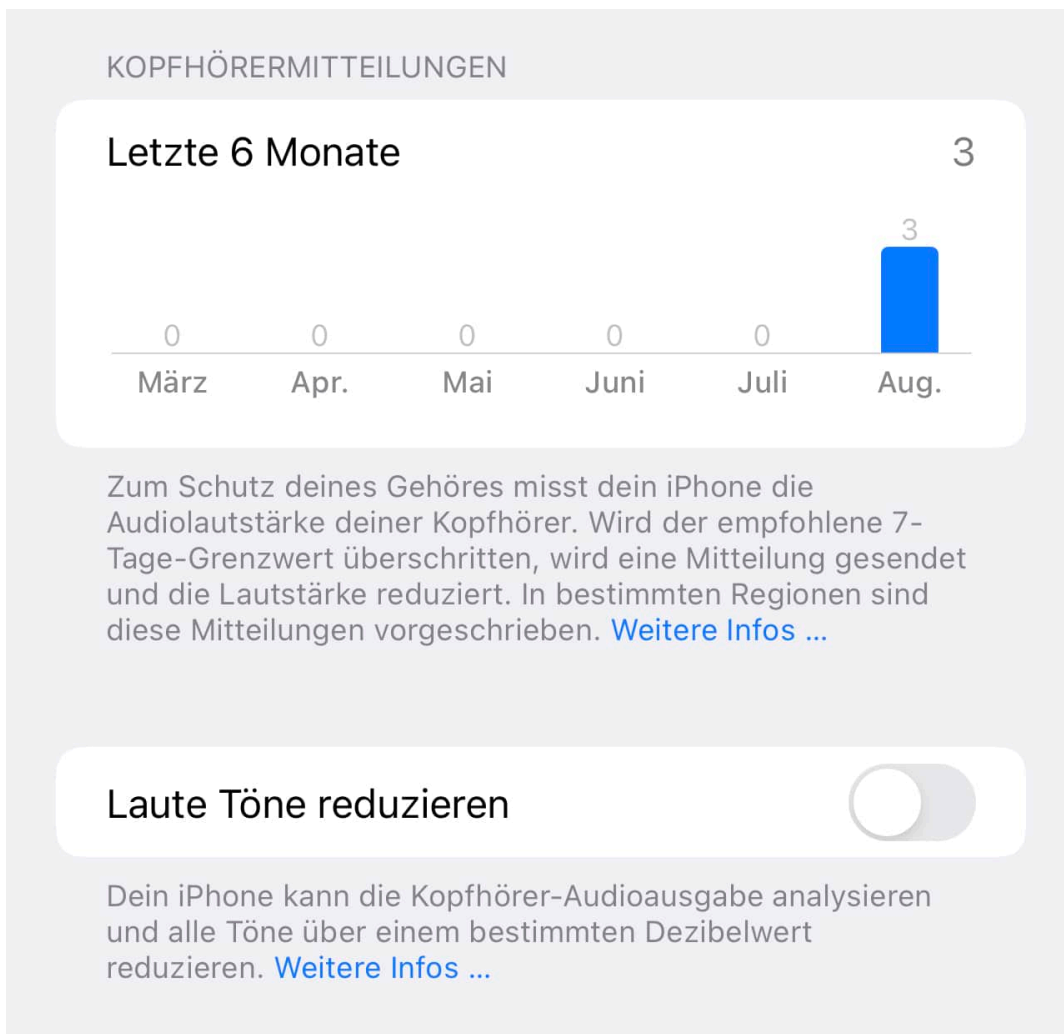 KOPFHÖRERMITTEILUNGEN
Letzte 6 Monate 3
3
0 0 0 0 0
März Apr. Mai Juni Juli Aug.
Zum Schutz deines Gehöres misst dein iPhone die
Audiolautstärke deiner Kopfhörer. Wird der empfohlene 7-
Tage-Grenzwert überschritten, wird eine Mitteilung gesendet
und die Lautstärke reduziert. In bestimmten Regionen sind
diese Mitteilungen vorgeschrieben. Weitere Infos ...
Laute Töne reduzieren
Dein iPhone kann die Kopfhörer-Audioausgabe analysieren
und alle Töne über einem bestimmten Dezibelwert
reduzieren. Weitere Infos ...